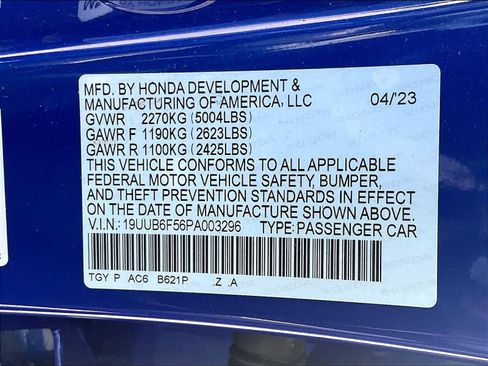 MFD. BY HONDA DEVELOPMENT &
MANUFACTURING OF AMERICA, LLC 04/23
GVWR 2270KG (5004LBS)
GAWR F 1190KG (2623LBS)
GAWR R 1100KG (2425LBS)
THIS VEHICLE CONFORMS TO ALL APPLICABLE
FEDERAL MOTOR VEHICLE SAFETY, BUMPER,
AND THEFT PREVENTION STANDARDS IN EFFECT
ON THE DATE OF MANUFACTURE SHOWN ABOVE.
V.I.N.: 19UUB6F56PA003296 TYPE: PASSENGER CAR
TGY P AC6 B621P .Z .A